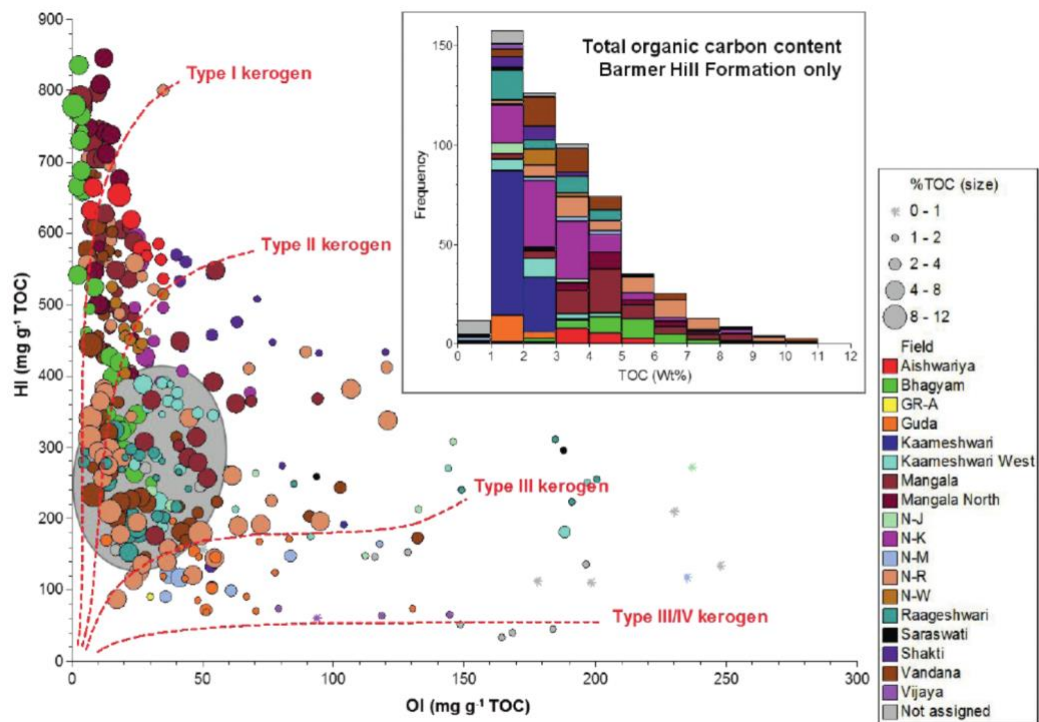 900
800
700
600
500
400
300
200
100
0
HI (mg g⁻¹ TOC)
0
50
100
150
200
250
300
OI (mg g⁻¹ TOC)
Type I kerogen
Type II kerogen
Type III kerogen
Type III/IV kerogen
Total organic carbon content
Barmer Hill Formation only
150
100
50
0
Frequency
0
1
2
3
4
5
6
7
8
9
10
11
12
TOC (Wt%)
%TOC (size)
0 - 1
1 - 2
2 - 4
4 - 8
8 - 12
Field
Aishwariya
Bhagyam
GR-A
Guda
Kaameshwari
Kaameshwari West
Mangala
Mangala North
N-J
N-K
N-M
N-R
N-W
Raageshwari
Saraswati
Shakti
Vandana
Vijaya
Not assigned